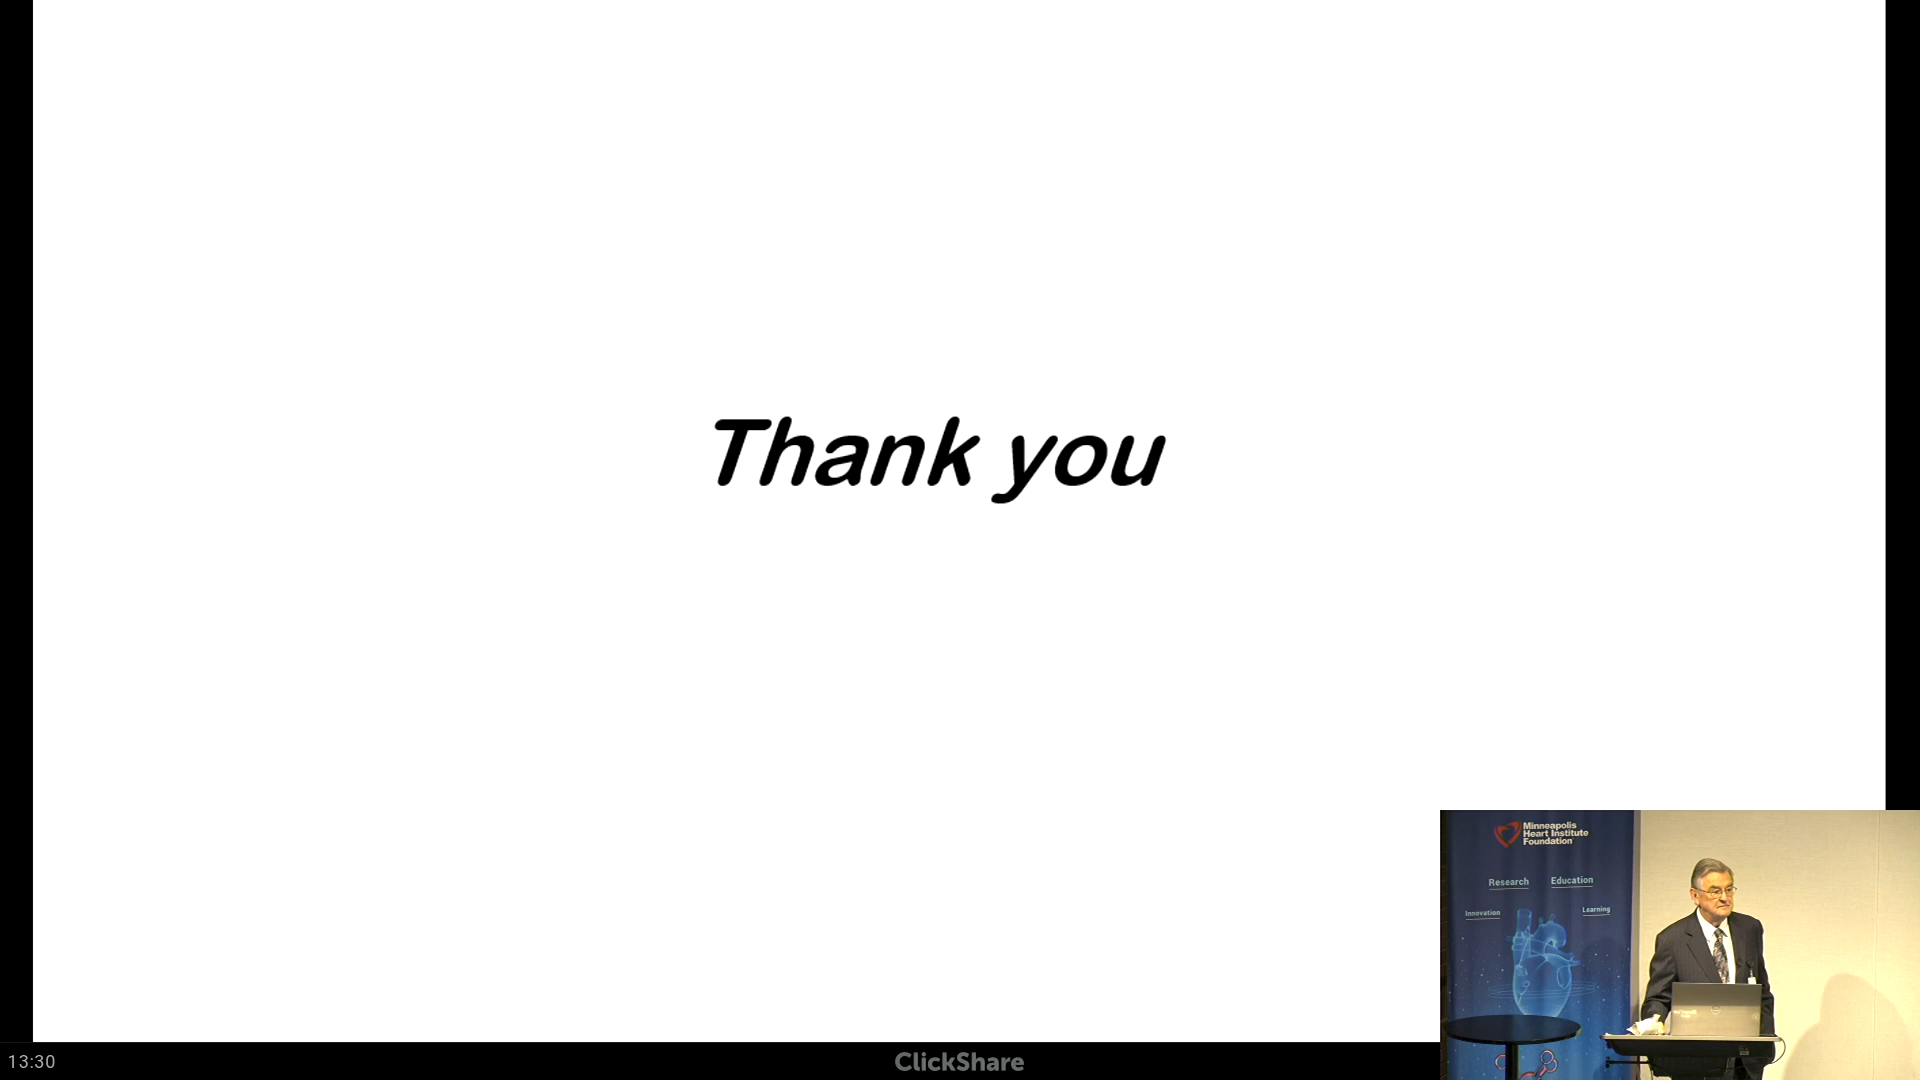 Thank you
Minneapolis
Heart Institute
Foundation
Research
Education
Innovation
Learning
13:30
ClickShare